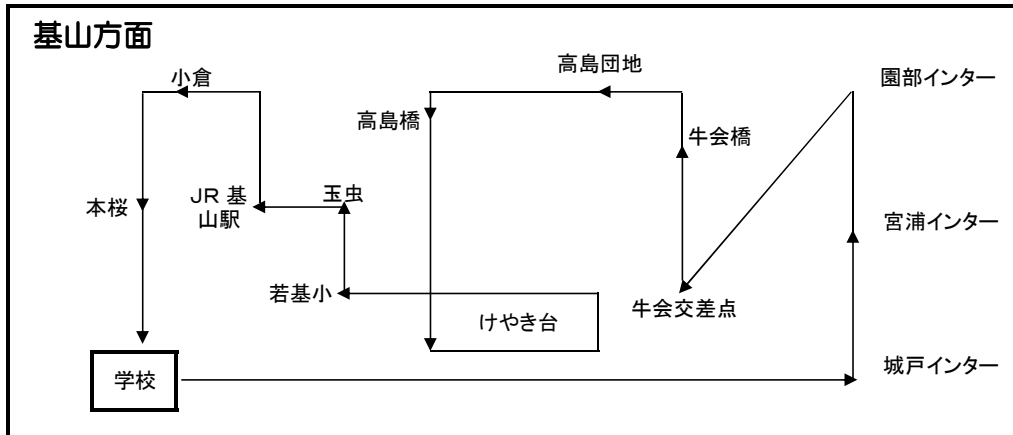 基山方面
小倉
高島団地
園部インター
高島橋
牛会橋
本桜
JR 基
山駅
玉虫
宮浦インター
若基小
牛会交差点
けやき台
学校
城戸インター